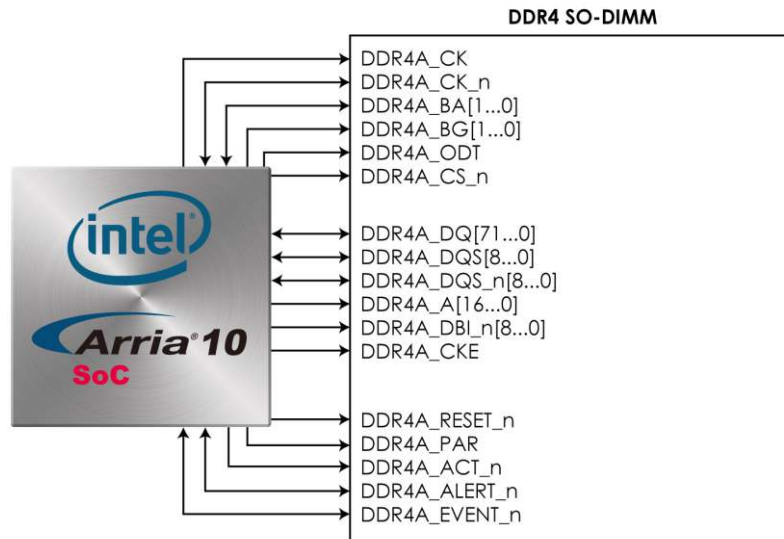 DDR4 SO-DIMM
DDR4A_CK
DDR4A_CK_n
DDR4A_BA[1...0]
DDR4A_BG[1...0]
DDR4A_ODT
DDR4A_CS_n
DDR4A_DQ[71...0]
DDR4A_DQS[8...0]
DDR4A_DQS_n[8...0]
DDR4A_A[16...0]
DDR4A_DBI_n[8...0]
DDR4A_CKE
DDR4A_RESET_n
DDR4A_PAR
DDR4A_ACT_n
DDR4A_ALERT_n
DDR4A_EVENT_n
intel®
Arria® 10
SoC